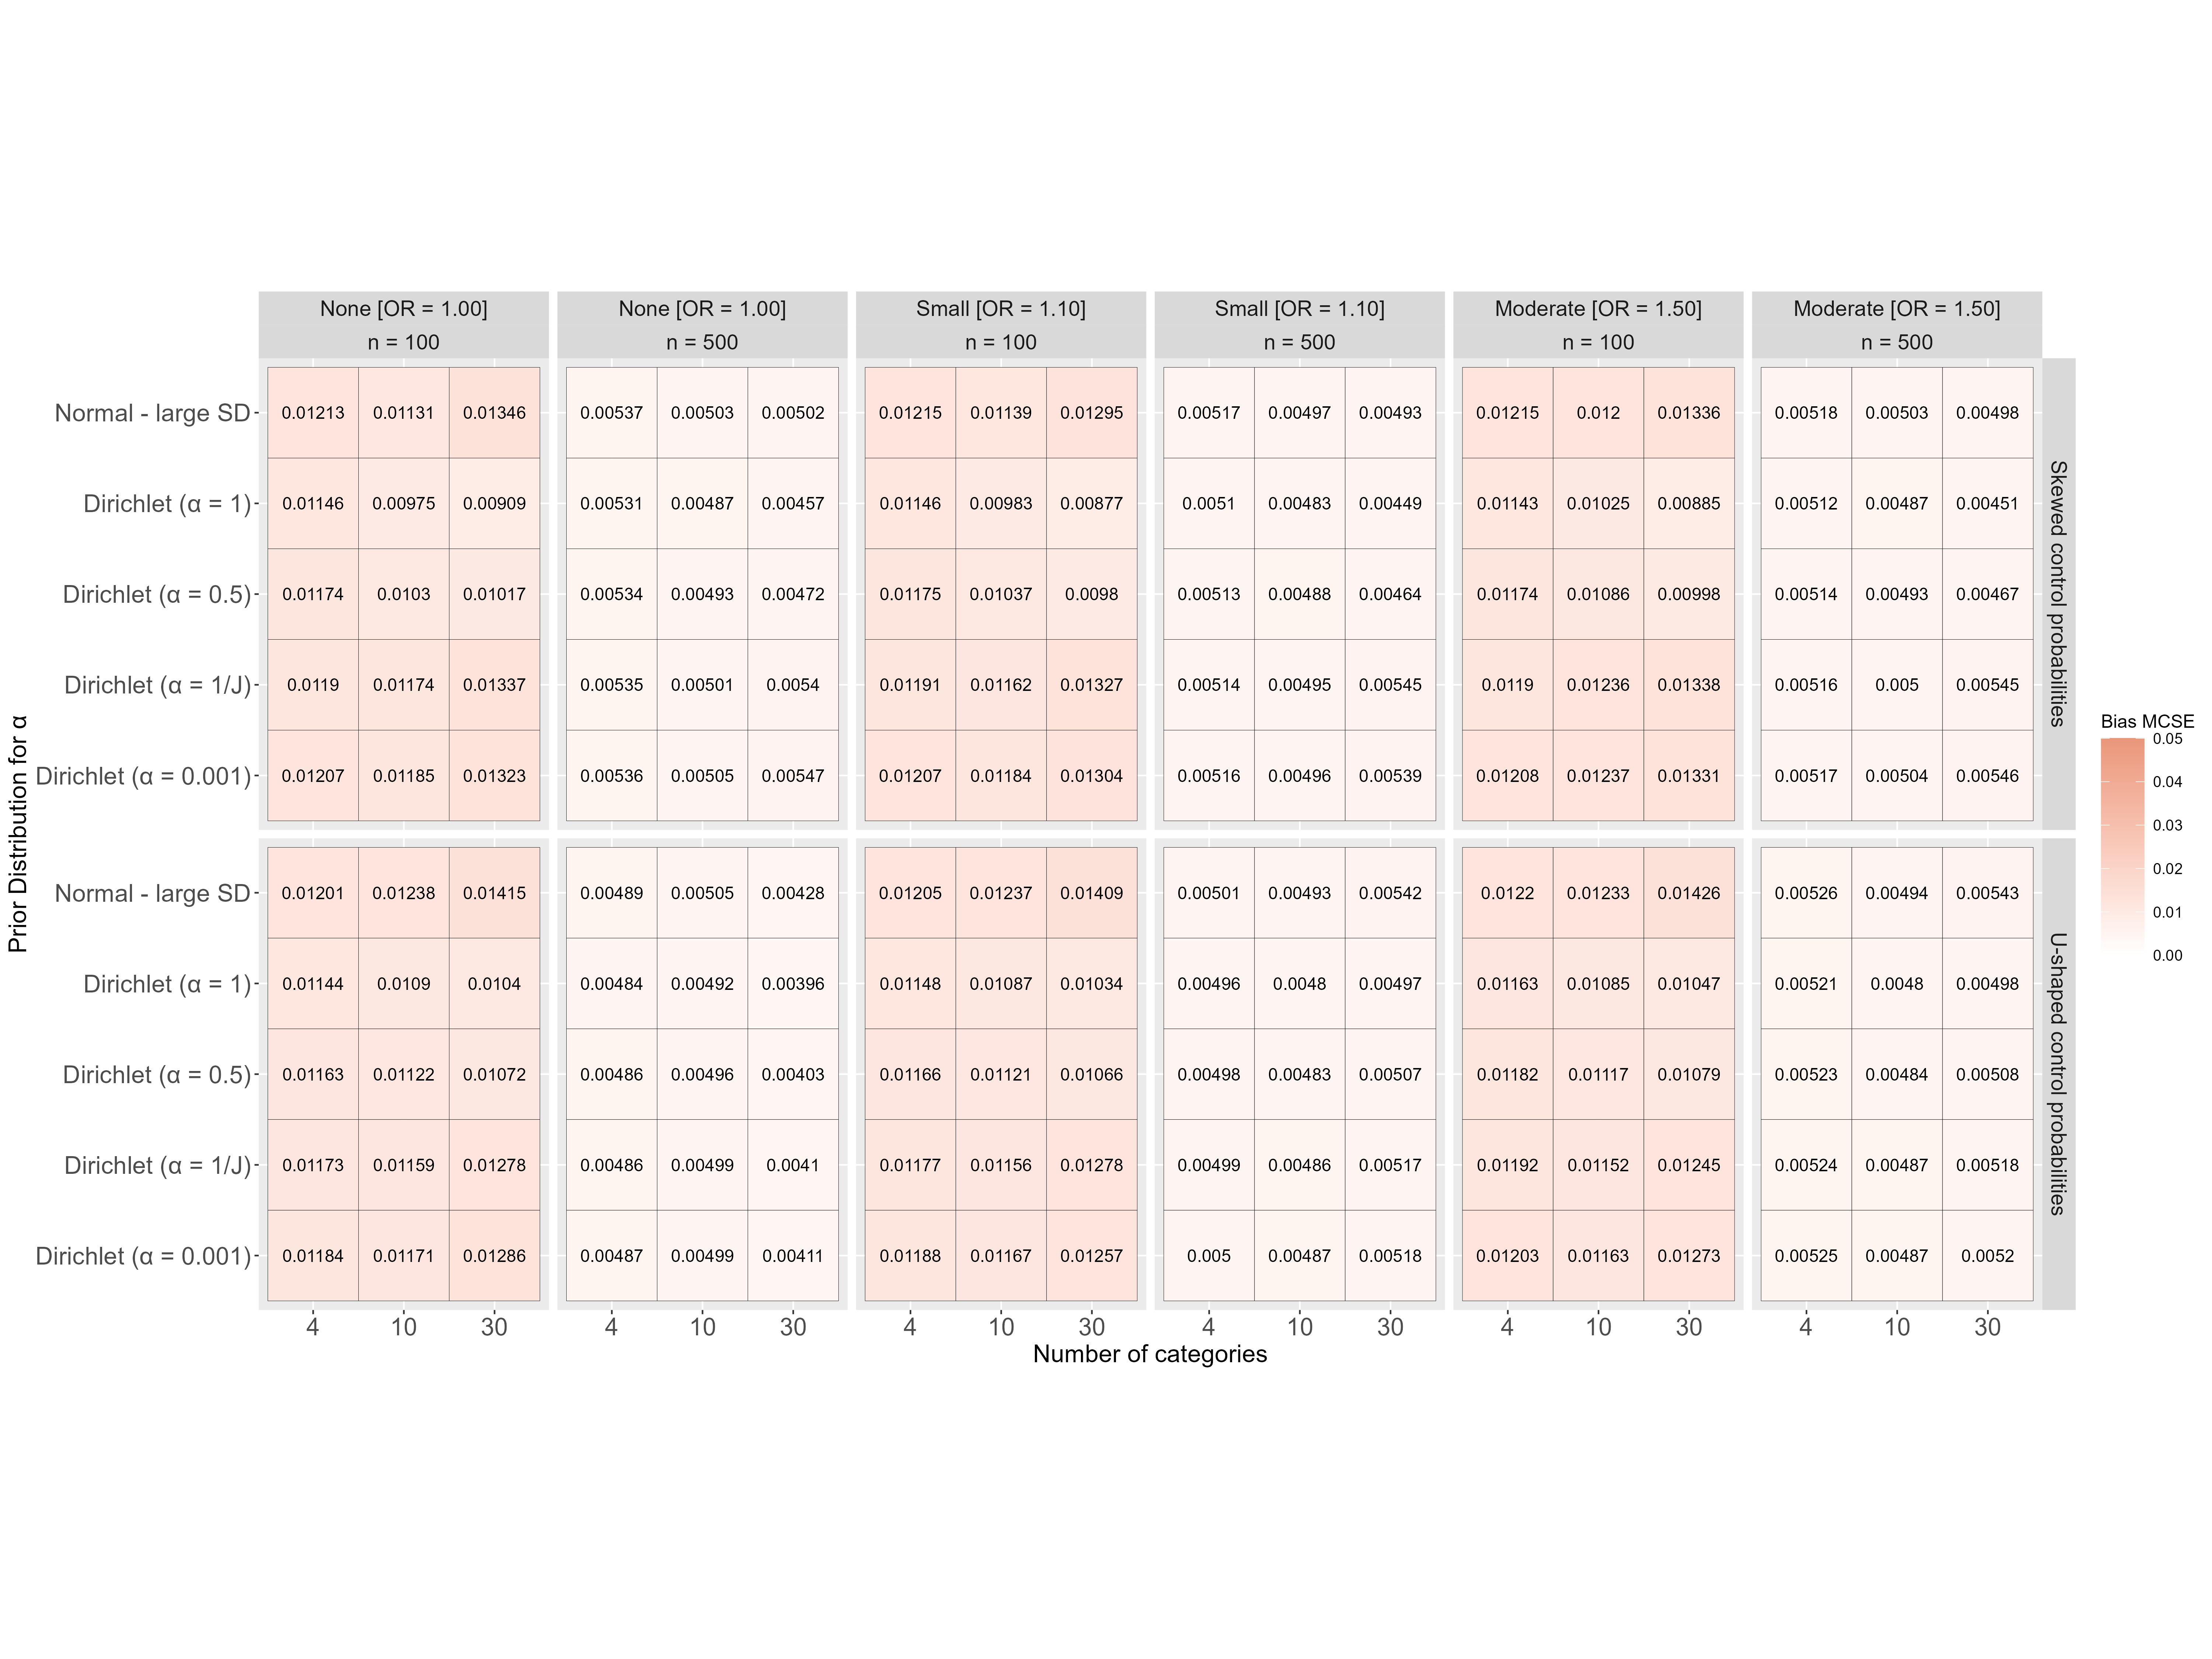 None [OR = 1.00] None [OR = 1.00] Small [OR = 1.10] Small [OR = 1.10] Moderate [OR = 1.50] Moderate [OR = 1.50]
n = 100 n = 500 n = 100 n = 500 n = 100 n = 500
Normal - large SD 0.01213 0.01131 0.01346 0.00537 0.00503 0.00502 0.01215 0.01139 0.01295 0.00517 0.00497 0.00493 0.01215 0.012 0.01336 0.00518 0.00503 0.00498
Dirichlet (α = 1) 0.01146 0.00975 0.00909 0.00531 0.00487 0.00457 0.01146 0.00983 0.00877 0.0051 0.00483 0.00449 0.01143 0.01025 0.00885 0.00512 0.00487 0.00451
Dirichlet (α = 0.5) 0.01174 0.0103 0.01017 0.00534 0.00493 0.00472 0.01175 0.01037 0.0098 0.00513 0.00488 0.00464 0.01174 0.01086 0.00998 0.00514 0.00493 0.00467
Dirichlet (α = 1/J) 0.0119 0.01174 0.01337 0.00535 0.00501 0.0054 0.01191 0.01162 0.01327 0.00514 0.00495 0.00545 0.0119 0.01236 0.01338 0.00516 0.005 0.00545
Dirichlet (α = 0.001) 0.01207 0.01185 0.01323 0.00536 0.00505 0.00547 0.01207 0.01184 0.01304 0.00516 0.00496 0.00539 0.01208 0.01237 0.01331 0.00517 0.00504 0.00546
Skewed control probabilities
Normal - large SD 0.01201 0.01238 0.01415 0.00489 0.00505 0.00428 0.01205 0.01237 0.01409 0.00501 0.00493 0.00542 0.0122 0.01233 0.01426 0.00526 0.00494 0.00543
Dirichlet (α = 1) 0.01144 0.0109 0.0104 0.00484 0.00492 0.00396 0.01148 0.01087 0.01034 0.00496 0.0048 0.00497 0.01163 0.01085 0.01047 0.00521 0.0048 0.00498
Dirichlet (α = 0.5) 0.01163 0.01122 0.01072 0.00486 0.00496 0.00403 0.01166 0.01121 0.01066 0.00498 0.00483 0.00507 0.01182 0.01117 0.01079 0.00523 0.00484 0.00508
Dirichlet (α = 1/J) 0.01173 0.01159 0.01278 0.00486 0.00499 0.0041 0.01177 0.01156 0.01278 0.00499 0.00486 0.00517 0.01192 0.01152 0.01245 0.00524 0.00487 0.00518
Dirichlet (α = 0.001) 0.01184 0.01171 0.01286 0.00487 0.00499 0.00411 0.01188 0.01167 0.01257 0.005 0.00487 0.00518 0.01203 0.01163 0.01273 0.00525 0.00487 0.0052
U-shaped control probabilities
4 10 30 4 10 30 4 10 30 4 10 30 4 10 30 4 10 30
Number of categories
Prior Distribution for α
Bias MCSE
0.05
0.04
0.03
0.02
0.01
0.00